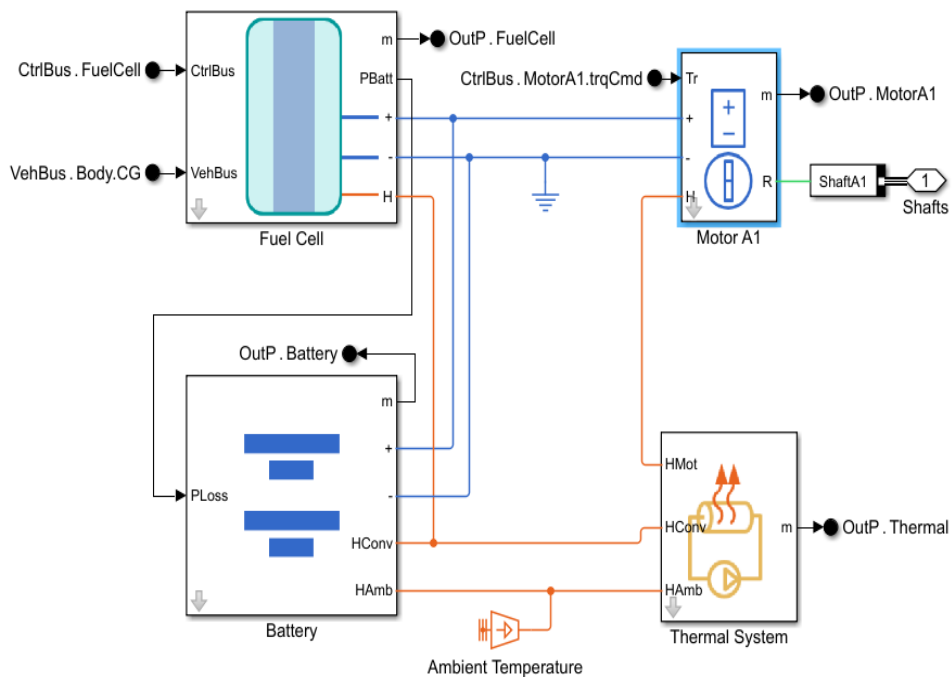 m
OutP . FuelCell
CtrlBus . FuelCell
CtrlBus
PBatt
CtrlBus . MotorA1.trqCmd
Tr
m
OutP . MotorA1
+
+
+
−
VehBus . Body.CG
VehBus
-
-
R
ShaftA1
1
H
H
Shafts
Fuel Cell
Motor A1
OutP . Battery
m
+
HMot
PLoss
-
HConv
m
OutP . Thermal
HConv
HAmb
HAmb
Battery
Thermal System
Ambient Temperature